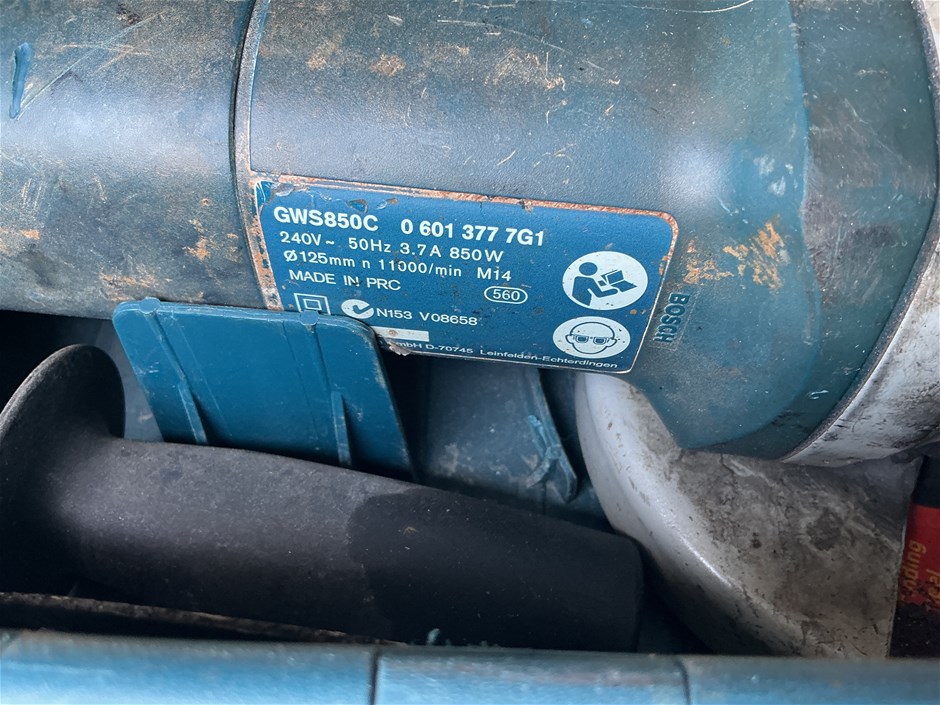 GWS850C 0 601 377 7G1
240V~ 50Hz 3.7A 850W
Ø125mm n 11000/min M14
MADE IN PRC
560
N153 V08658
GmbH D-70745 Leinfelden-Echterdingen
BOSCH